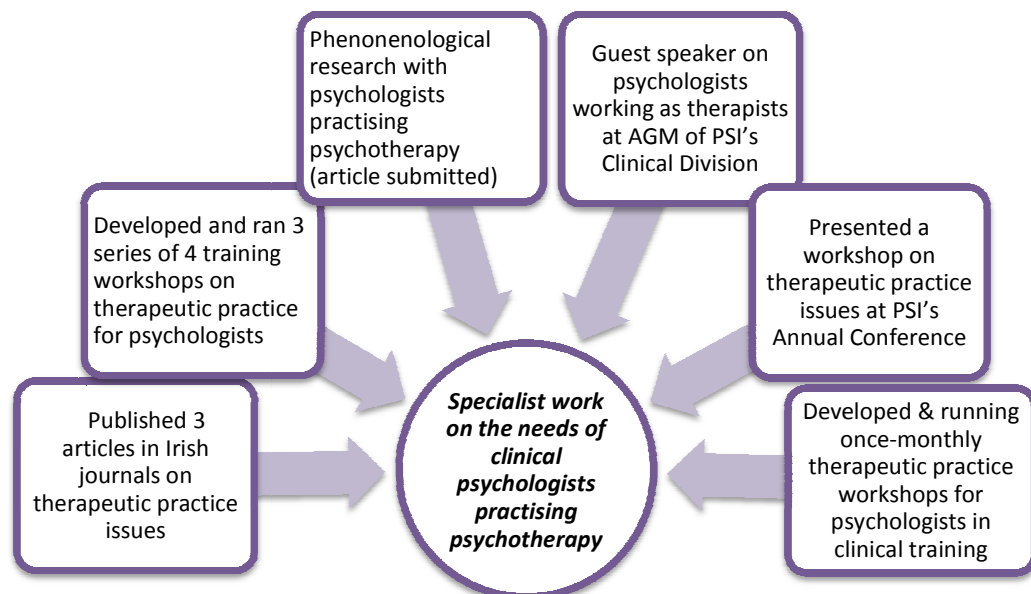 Phenonenological
research with
psychologists
practising
psychotherapy
(article submitted)
Guest speaker on
psychologists
working as therapists
at AGM of PSI's
Clinical Division
Developed and ran 3
series of 4 training
workshops on
therapeutic practice
for psychologists
Presented a
workshop on
therapeutic practice
issues at PSI's
Annual Conference
Published 3
articles in Irish
journals on
therapeutic practice
issues
Specialist work
on the needs of
clinical
psychologists
practising
psychotherapy
Developed & running
once-monthly
therapeutic practice
workshops for
psychologists in
clinical training